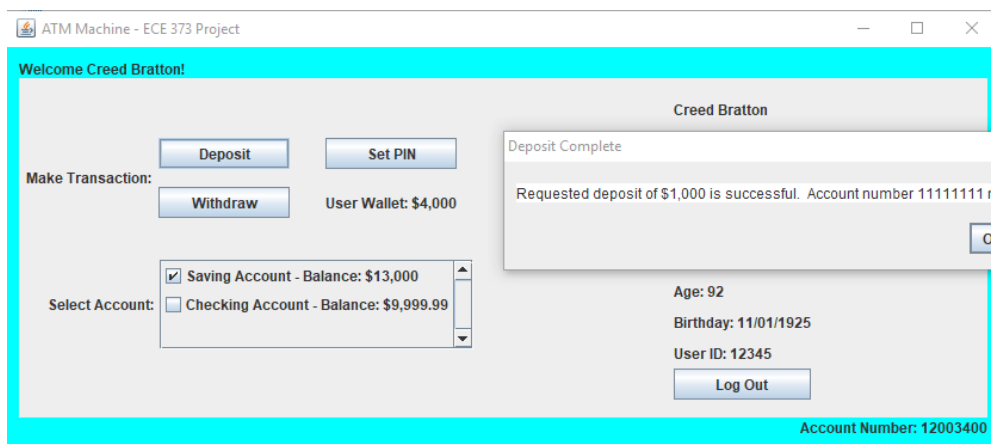 ATM Machine - ECE 373 Project
Welcome Creed Bratton!
Creed Bratton
Deposit
Set PIN
Make Transaction:
Withdraw
User Wallet: $4,000
Deposit Complete
Requested deposit of $1,000 is successful. Account number 11111111
Select Account:
Saving Account - Balance: $13,000
Checking Account - Balance: $9,999.99
Age: 92
Birthday: 11/01/1925
User ID: 12345
Log Out
Account Number: 12003400